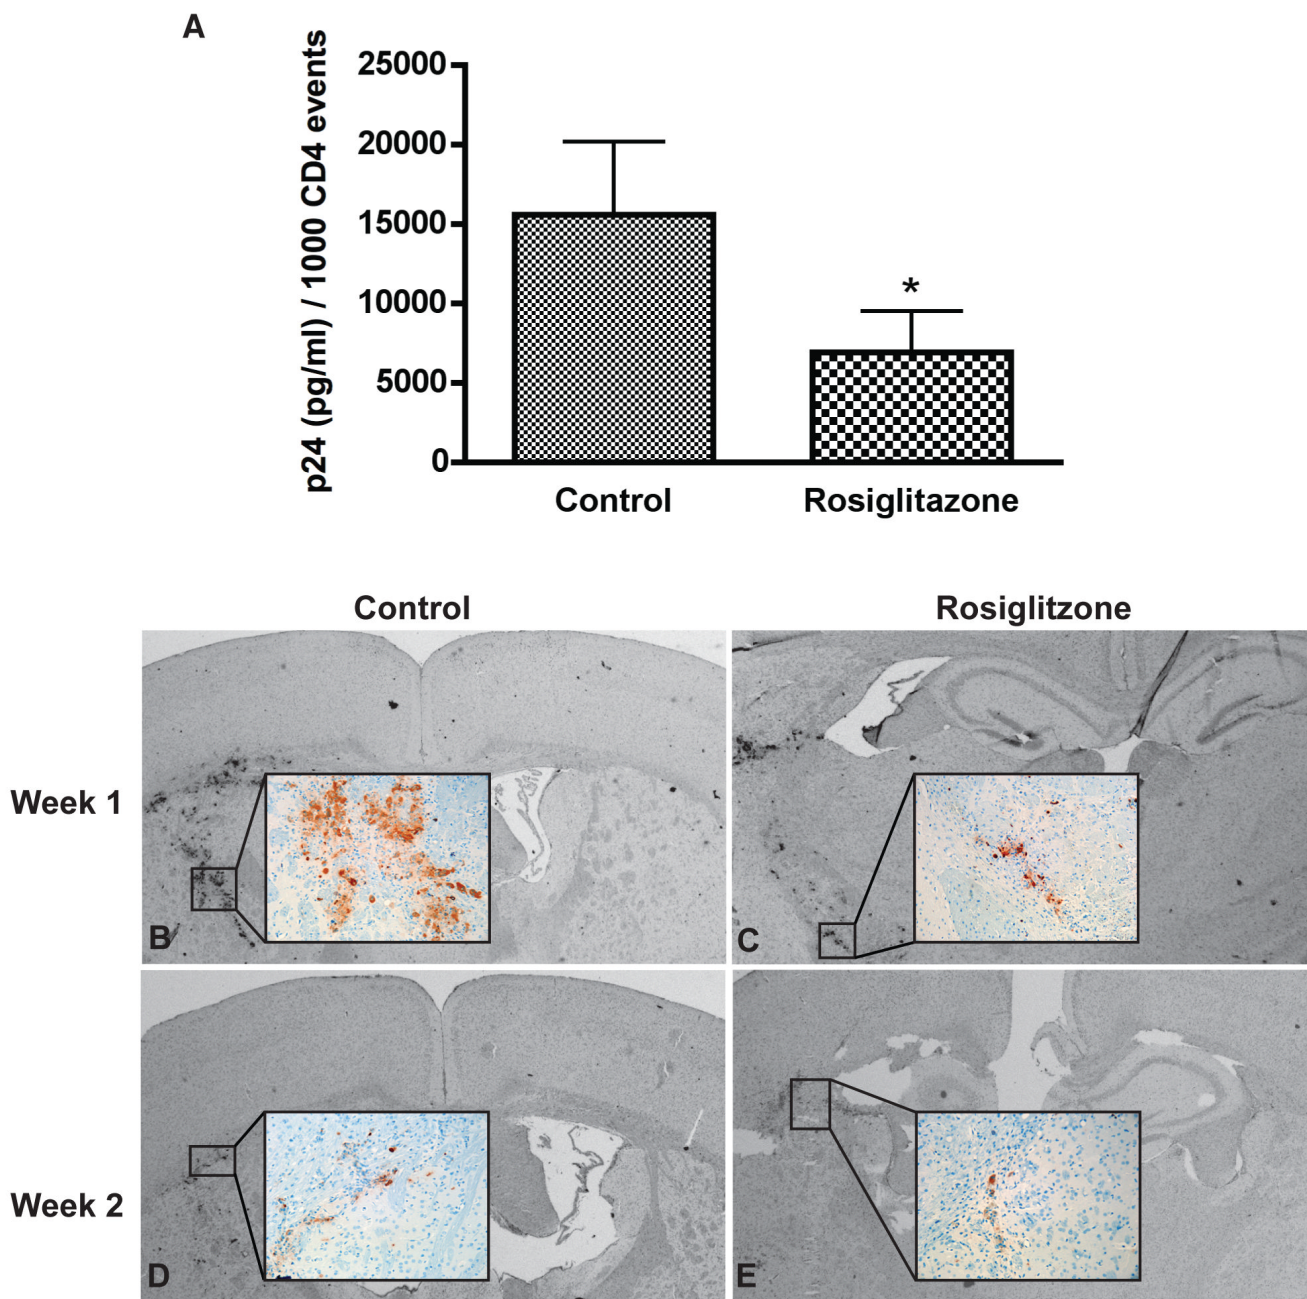 A
p24 (pg/ml) / 1000 CD4 events
25000
20000
15000
10000
5000
0
*
Control
Rosiglitazone
Control
Rosiglitzone
Week 1
B
C
Week 2
D
E